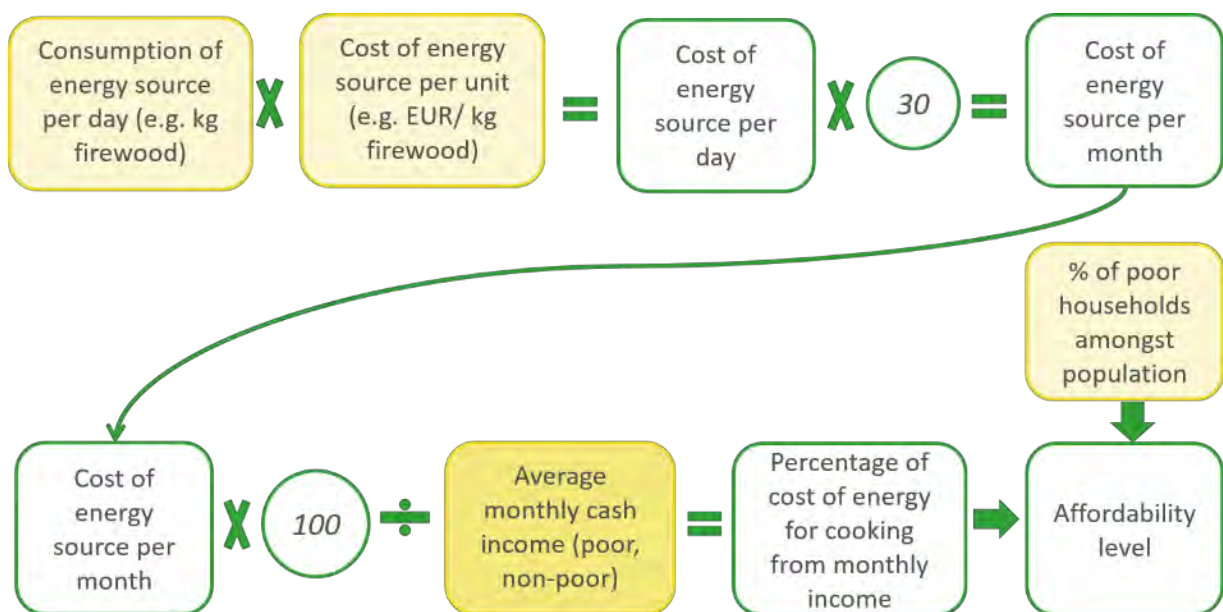 Consumption of
energy source
per day (e.g. kg
firewood)
Cost of energy
source per unit
(e.g. EUR/ kg
firewood)
=
Cost of
energy
source per
day
30
=
Cost of
energy
source per
month
% of poor
households
amongst
population
Cost of
energy
source per
month
100
÷
Average
monthly cash
income (poor,
non-poor)
=
Percentage of
cost of energy
for cooking
from monthly
income
Affordability
level